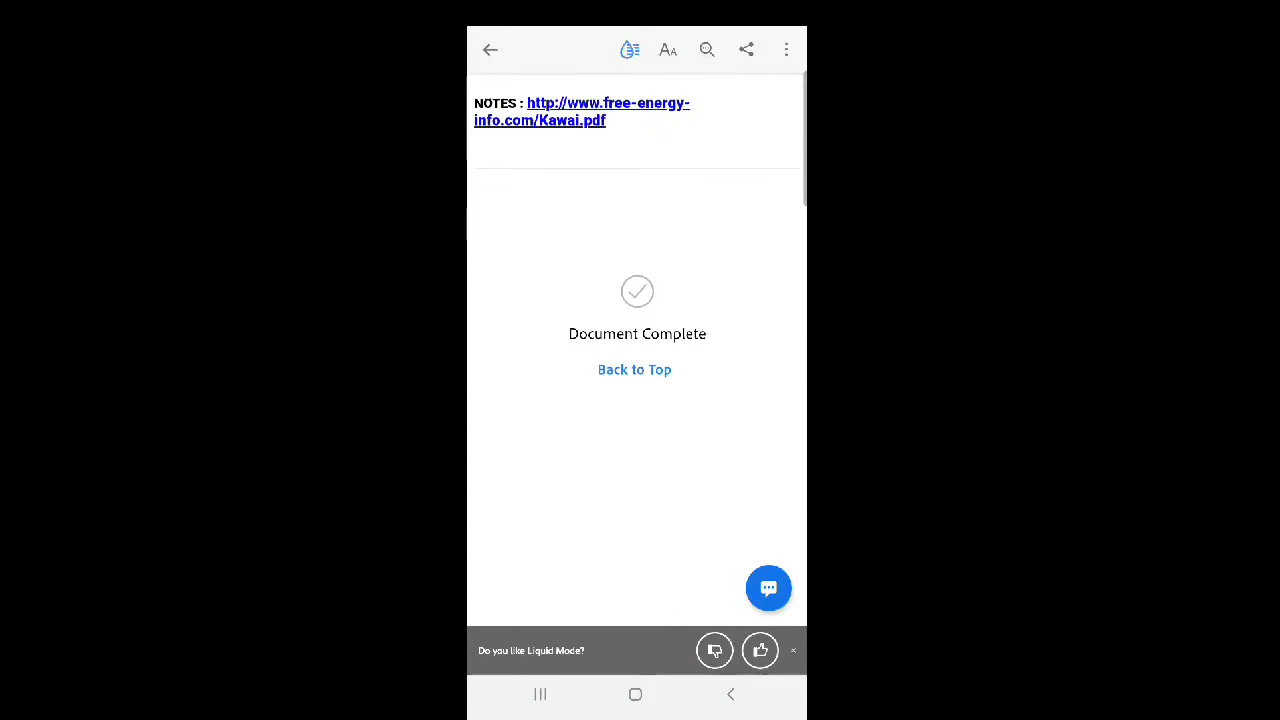 AA
NOTES : http://www.free-energy-
info.com/Kawai.pdf
Document Complete
Back to Top
Do you like Liquid Mode?